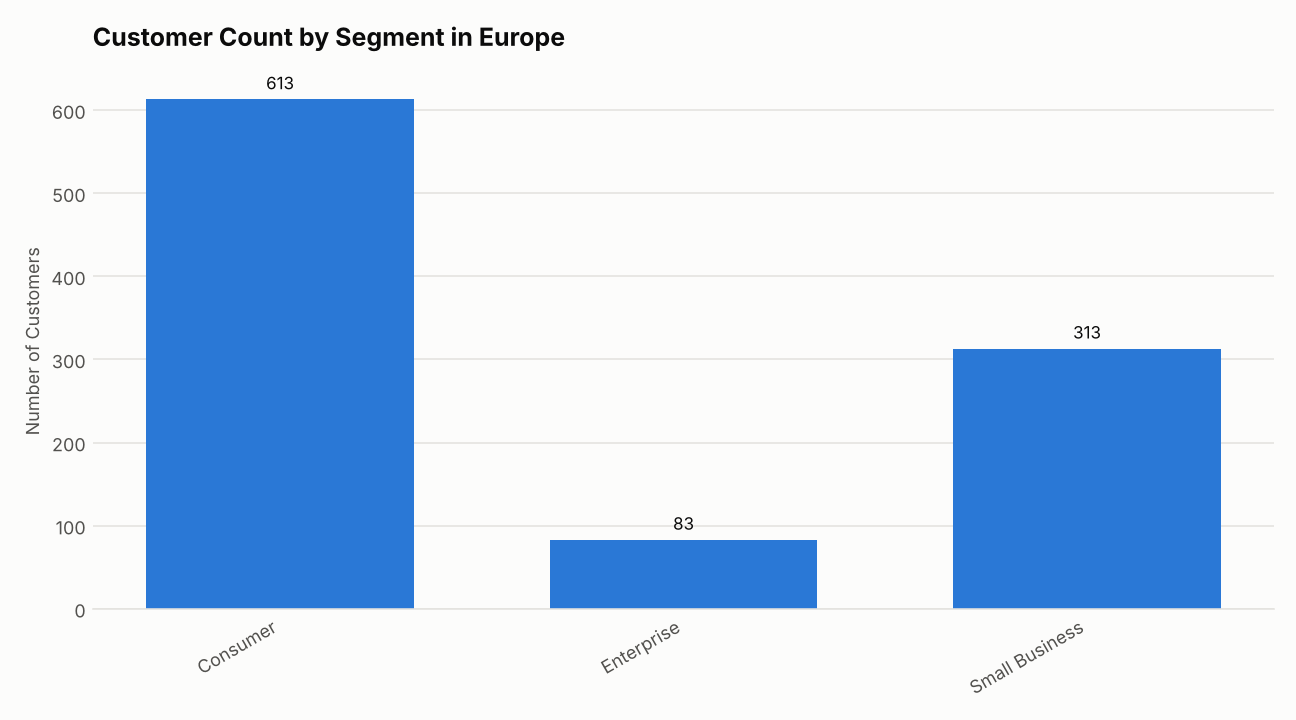 Customer Count by Segment in Europe
Number of Customers
600
500
400
300
200
100
0
613
83
313
Consumer
Enterprise
Small Business